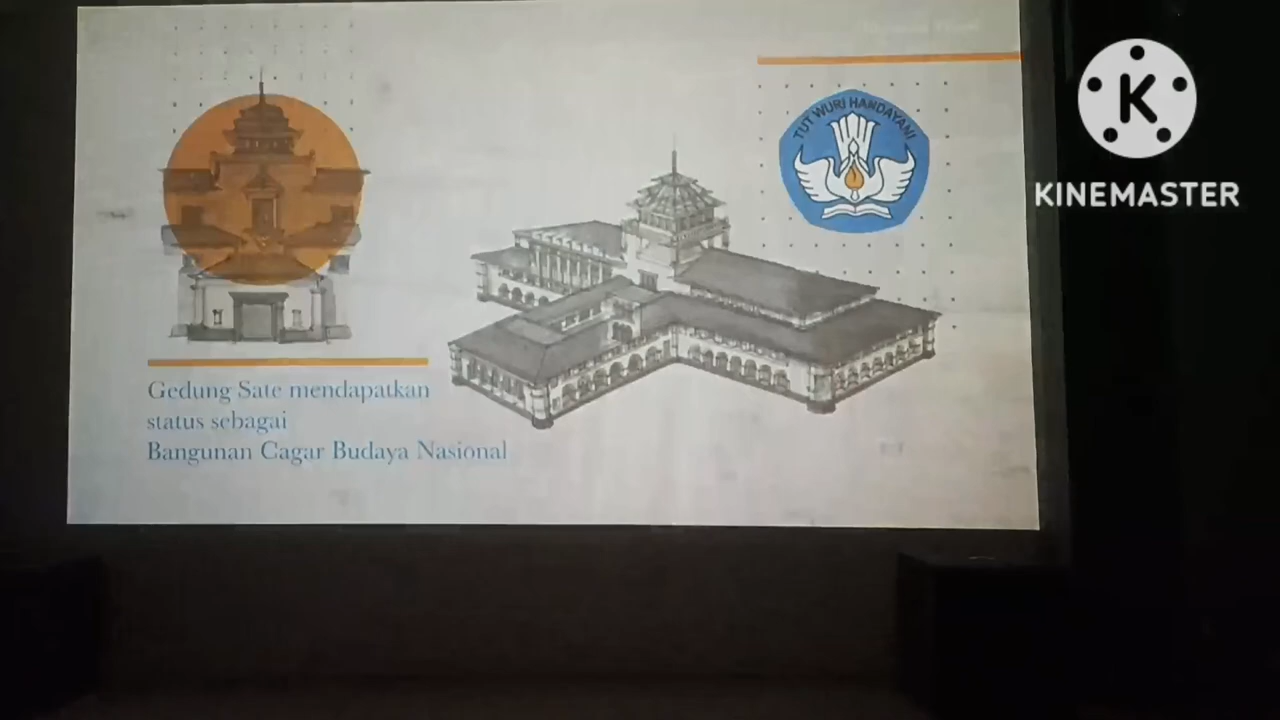 TUT WURI HANDAYANI
K
KINEMASTER
Gedung Sate mendapatkan
status sebagai
Bangunan Cagar Budaya Nasional